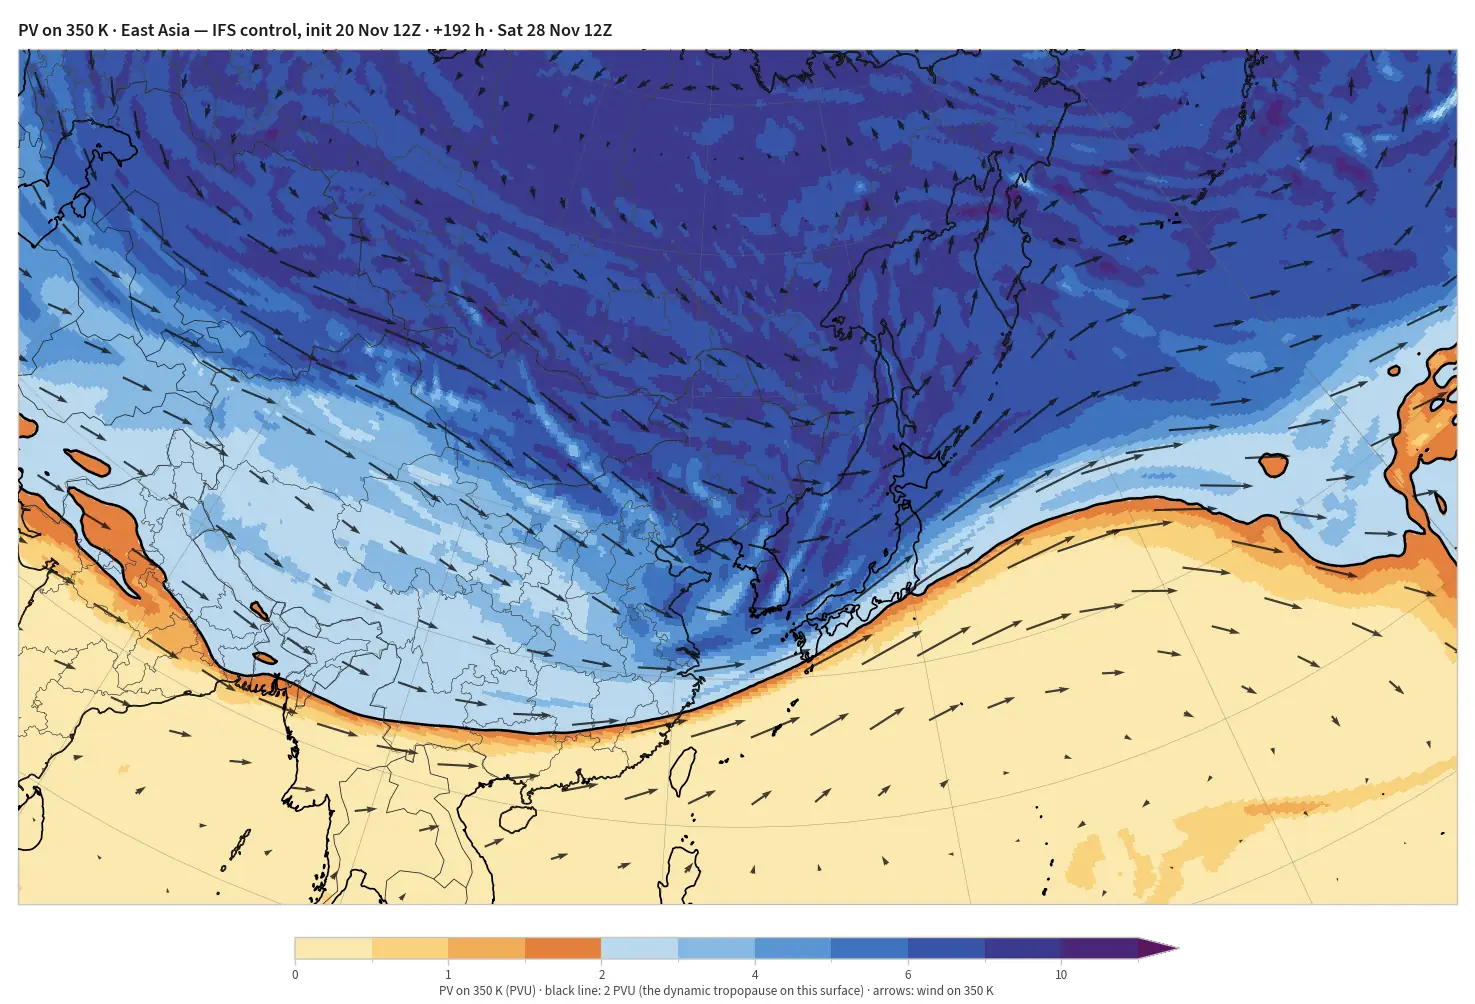 PV on 350 K · East Asia — IFS control, init 20 Nov 12Z · +192 h · Sat 28 Nov 12Z
0 1 2 4 6 10
PV on 350 K (PVU) · black line: 2 PVU (the dynamic tropopause on this surface) · arrows: wind on 350 K